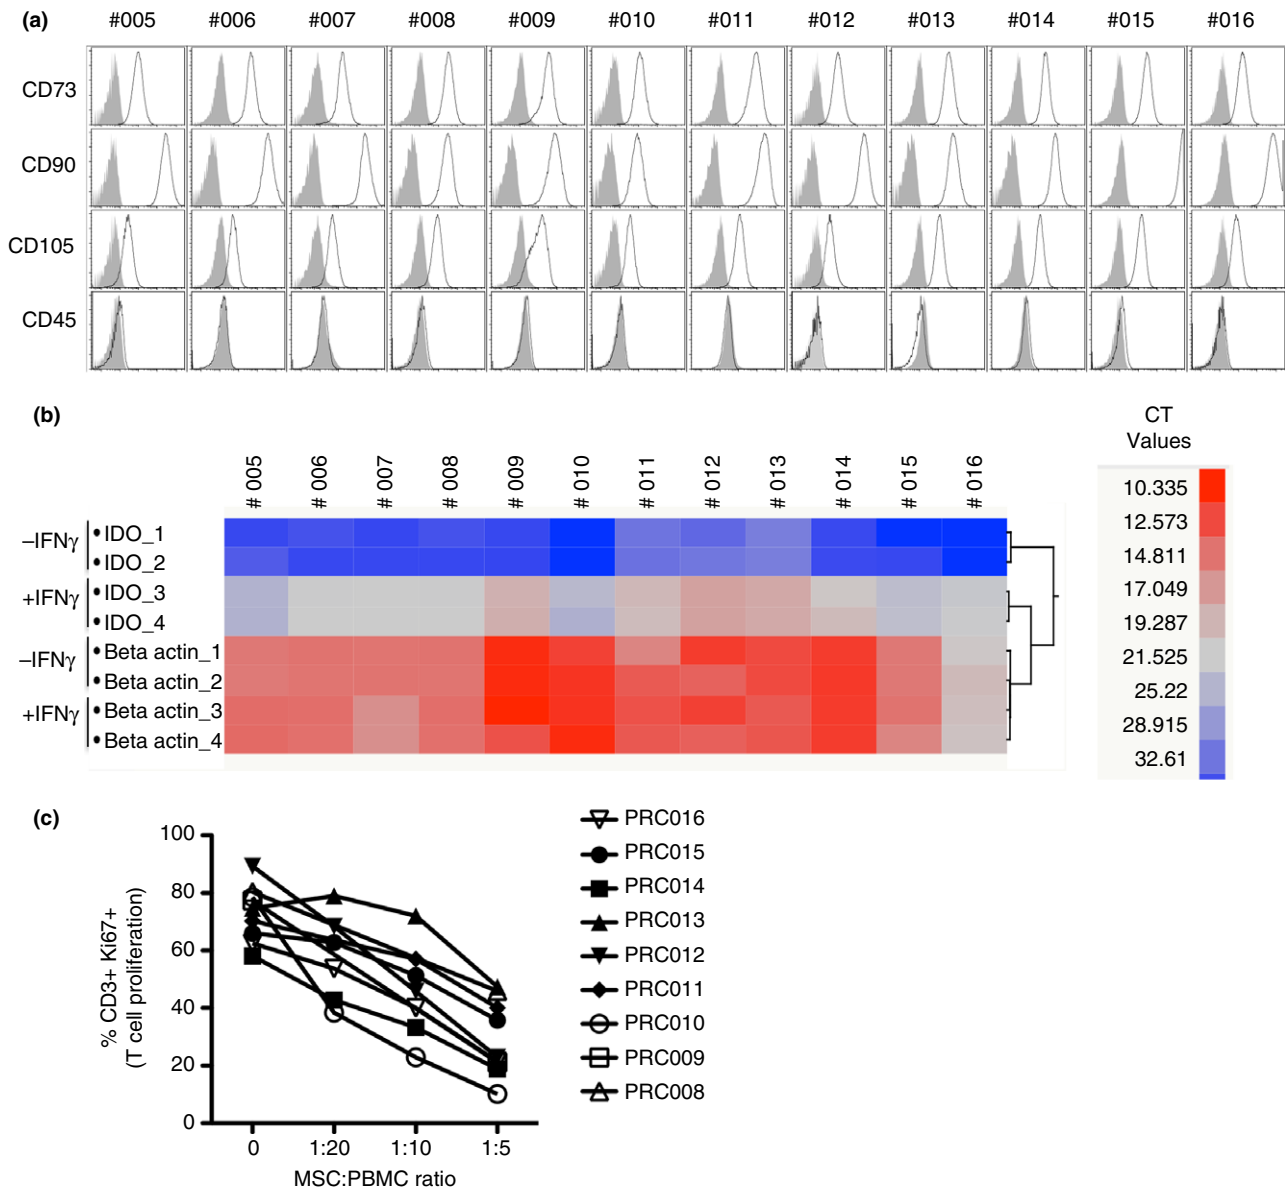 (a)
#005 #006 #007 #008 #009 #010 #011 #012 #013 #014 #015 #016
CD73
CD90
CD105
CD45
(b)
# 005 # 006 # 007 # 008 # 009 # 010 # 011 # 012 # 013 # 014 # 015 # 016
–IFNγ
IDO_1
IDO_2
+IFNγ
IDO_3
IDO_4
–IFNγ
Beta actin_1
Beta actin_2
+IFNγ
Beta actin_3
Beta actin_4
CT
Values
10.335
12.573
14.811
17.049
19.287
21.525
25.22
28.915
32.61
(c)
% CD3+ Ki67+
(T cell proliferation)
100
80
60
40
20
0
0 1:20 1:10 1:5
MSC:PBMC ratio
PRC016
PRC015
PRC014
PRC013
PRC012
PRC011
PRC010
PRC009
PRC008